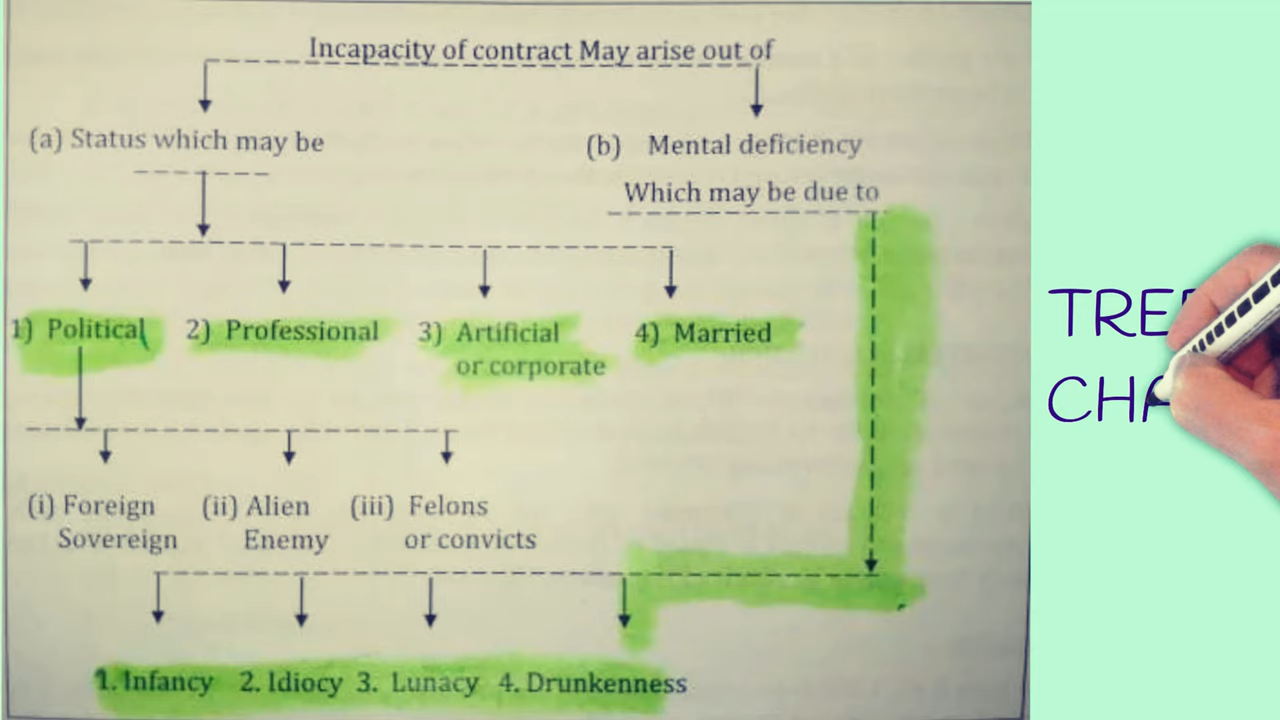 Incapacity of contract May arise out of
(a) Status which may be
(b) Mental deficiency
Which may be due to
1) Political 2) Professional 3) Artificial 4) Married
or corporate
(i) Foreign (ii) Alien (iii) Felons
Sovereign Enemy or convicts
1. Infancy 2. Idiocy 3. Lunacy 4. Drunkenness
TRE
CHA